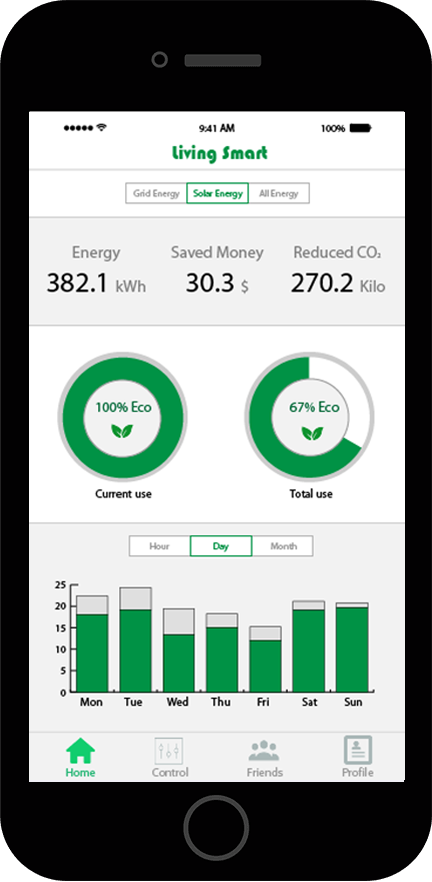 9:41 AM 100%
Living Smart
Grid Energy Solar Energy All Energy
Energy Saved Money Reduced CO₂
382.1 kWh 30.3 $ 270.2 Kilo
100% Eco 67% Eco
Current use Total use
Hour Day Month
25
20
15
10
5
0
Mon Tue Wed Thu Fri Sat Sun
Home Control Friends Profile